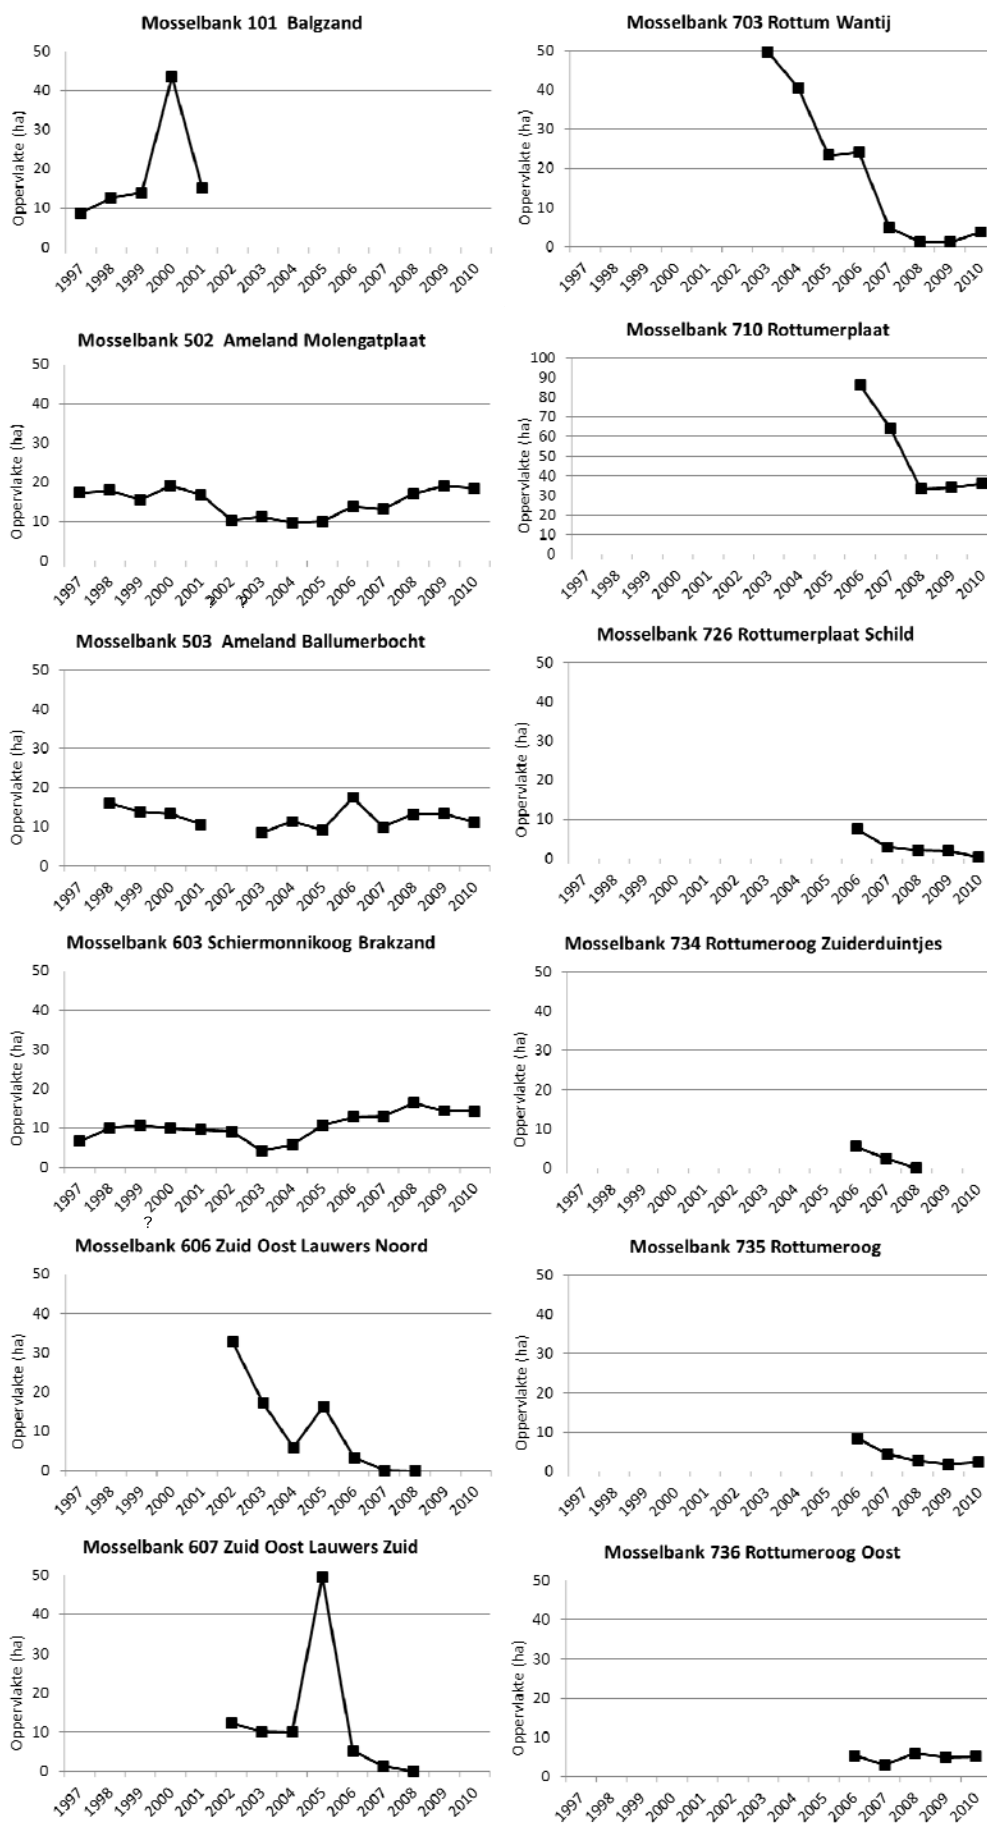 Mosselbank 101 Balgzand
Oppervlakte (ha)
50
40
30
20
10
0
1997 1998 1999 2000 2001 2002 2003 2004 2005 2006 2007 2008 2009 2010
Mosselbank 502 Ameland Molengatplaat
Oppervlakte (ha)
50
40
30
20
10
0
1997 1998 1999 2000 2001 2002 2003 2004 2005 2006 2007 2008 2009 2010
? ?
Mosselbank 503 Ameland Ballumerbocht
Oppervlakte (ha)
50
40
30
20
10
0
1997 1998 1999 2000 2001 2002 2003 2004 2005 2006 2007 2008 2009 2010
Mosselbank 603 Schiermonnikoog Brakzand
Oppervlakte (ha)
50
40
30
20
10
0
1997 1998 1999 2000 2001 2002 2003 2004 2005 2006 2007 2008 2009 2010
?
Mosselbank 606 Zuid Oost Lauwers Noord
Oppervlakte (ha)
50
40
30
20
10
0
1997 1998 1999 2000 2001 2002 2003 2004 2005 2006 2007 2008 2009 2010
Mosselbank 607 Zuid Oost Lauwers Zuid
Oppervlakte (ha)
50
40
30
20
10
0
1997 1998 1999 2000 2001 2002 2003 2004 2005 2006 2007 2008 2009 2010
Mosselbank 703 Rottum Wantij
Oppervlakte (ha)
50
40
30
20
10
0
1997 1998 1999 2000 2001 2002 2003 2004 2005 2006 2007 2008 2009 2010
Mosselbank 710 Rottumerplaat
Oppervlakte (ha)
100
90
80
70
60
50
40
30
20
10
0
1997 1998 1999 2000 2001 2002 2003 2004 2005 2006 2007 2008 2009 2010
Mosselbank 726 Rottumerplaat Schild
Oppervlakte (ha)
50
40
30
20
10
0
1997 1998 1999 2000 2001 2002 2003 2004 2005 2006 2007 2008 2009 2010
Mosselbank 734 Rottumeroog Zuiderduintjes
Oppervlakte (ha)
50
40
30
20
10
0
1997 1998 1999 2000 2001 2002 2003 2004 2005 2006 2007 2008 2009 2010
Mosselbank 735 Rottumeroog
Oppervlakte (ha)
50
40
30
20
10
0
1997 1998 1999 2000 2001 2002 2003 2004 2005 2006 2007 2008 2009 2010
Mosselbank 736 Rottumeroog Oost
Oppervlakte (ha)
50
40
30
20
10
0
1997 1998 1999 2000 2001 2002 2003 2004 2005 2006 2007 2008 2009 2010